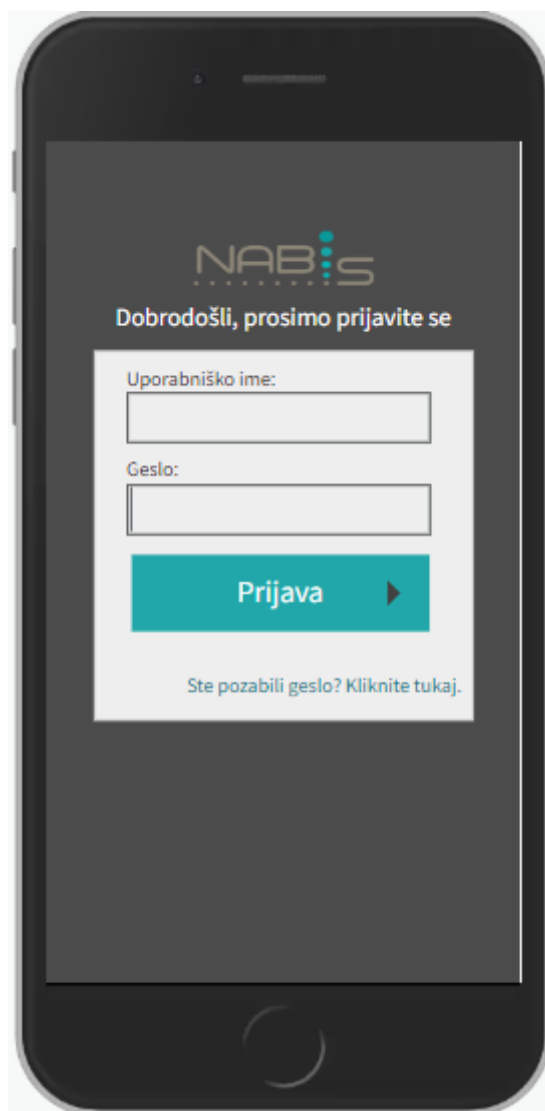 NABiS
Dobrodošli, prosimo prijavite se
Uporabniško ime:
Geslo:
Prijava
Ste pozabili geslo? Kliknite tukaj.